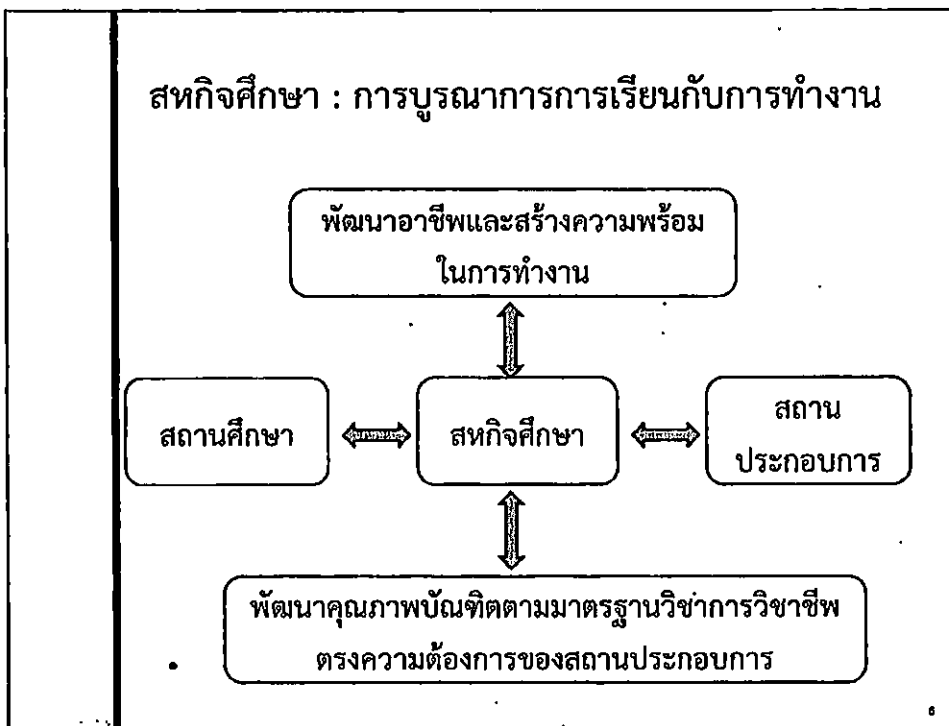 สหกิจศึกษา : การบูรณาการการเรียนกับการทำงาน
พัฒนาอาชีพและสร้างความพร้อม
ในการทำงาน
สถานศึกษา
สหกิจศึกษา
สถาน
ประกอบการ
พัฒนาคุณภาพบัณฑิตตามมาตรฐานวิชาการวิชาชีพ
ตรงความต้องการของสถานประกอบการ
6